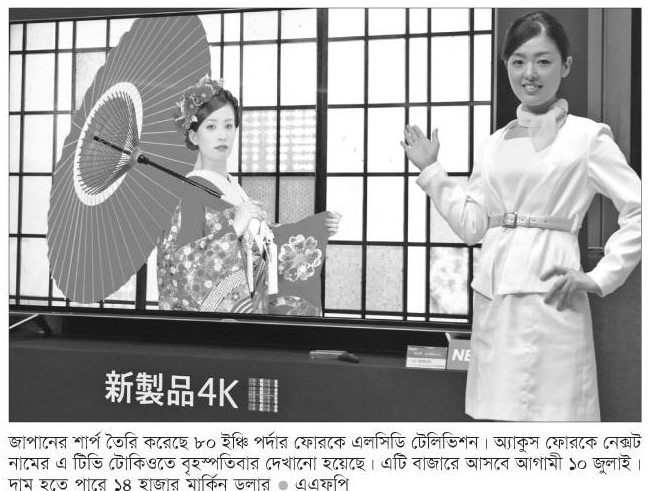 新製品4K
NE
জাপানের শার্প তৈরি করেছে ৮০ ইঞ্চি পর্দার ফোরকে এলসিডি টেলিভিশন। অ্যাকুস ফোরকে নেক্সট
নামের এ টিভি টোকিওতে বৃহস্পতিবার দেখানো হয়েছে। এটি বাজারে আসবে আগামী ১০ জুলাই।
দাম হতে পারে ১৪ হাজার মার্কিন ডলার ● এএফপি